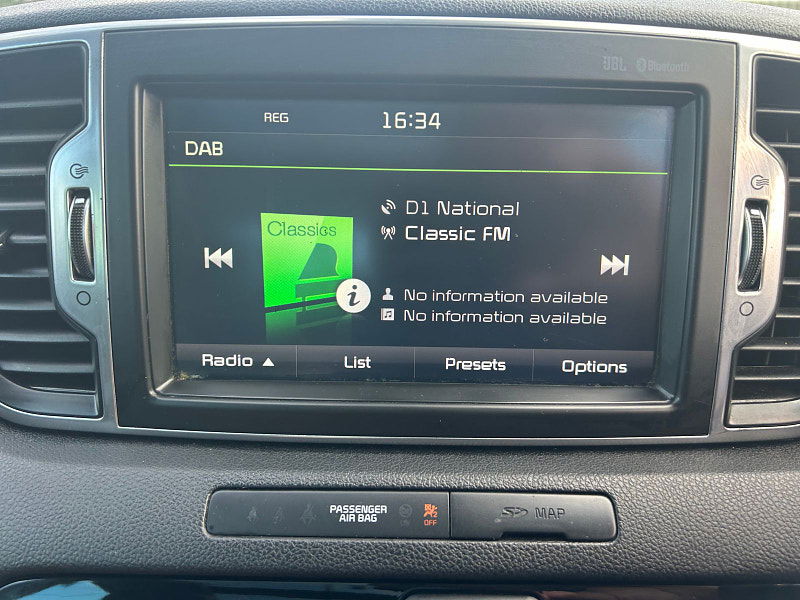 JBL Bluetooth
REG 16:34
DAB
D1 National
Classics
Classic FM
i
No information available
No information available
Radio List Presets Options
PASSENGER
AIR BAG
OFF
SD MAP